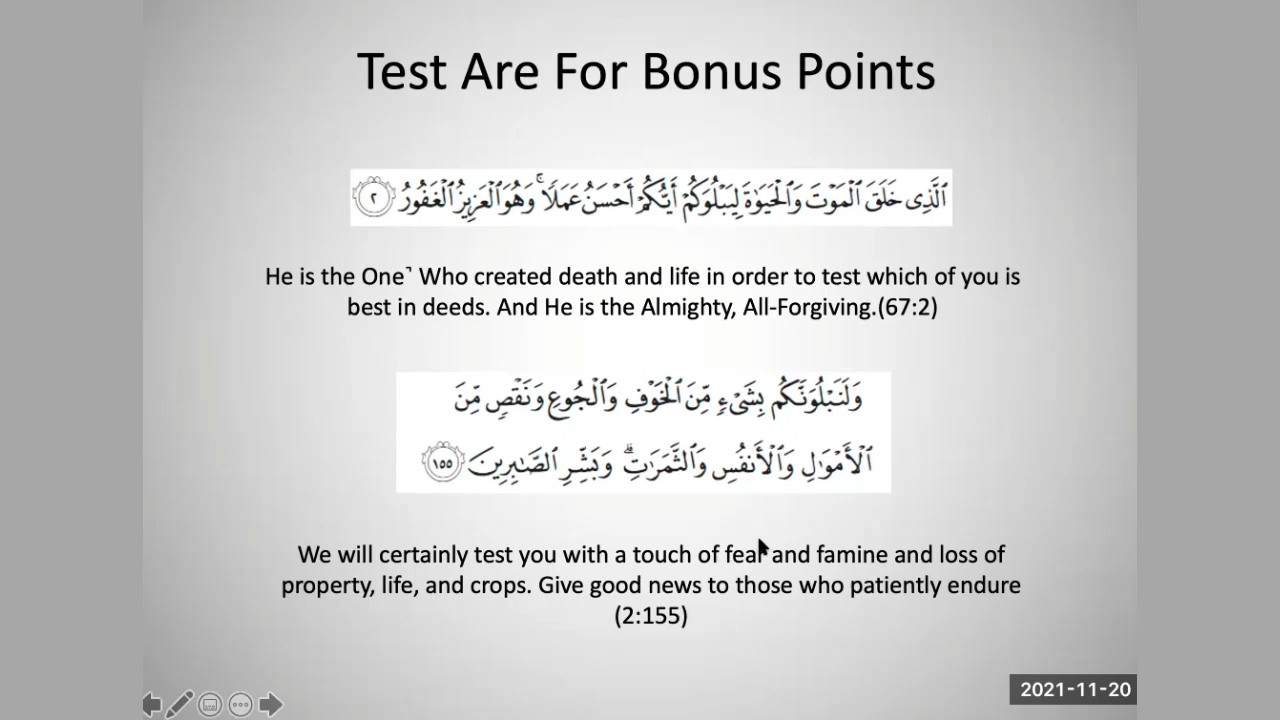 Test Are For Bonus Points
ٱلَّذِى خَلَقَ ٱلْمَوْتَ وَٱلْحَيَوٰةَ لِيَبْلُوَكُمْ أَيُّكُمْ أَحْسَنُ عَمَلًا ۚ وَهُوَ ٱلْعَزِيزُ ٱلْغَفُورُ ٢
He is the One˺ Who created death and life in order to test which of you is
best in deeds. And He is the Almighty, All-Forgiving.(67:2)
وَلَنَبْلُوَنَّكُم بِشَىْءٍ مِّنَ ٱلْخَوْفِ وَٱلْجُوعِ وَنَقْصٍ مِّنَ
ٱلْأَمْوَٰلِ وَٱلْأَنفُسِ وَٱلثَّمَرَٰتِ ۗ وَبَشِّرِ ٱلصَّـٰبِرِينَ ١٥٥
We will certainly test you with a touch of fear and famine and loss of
property, life, and crops. Give good news to those who patiently endure
(2:155)
2021-11-20